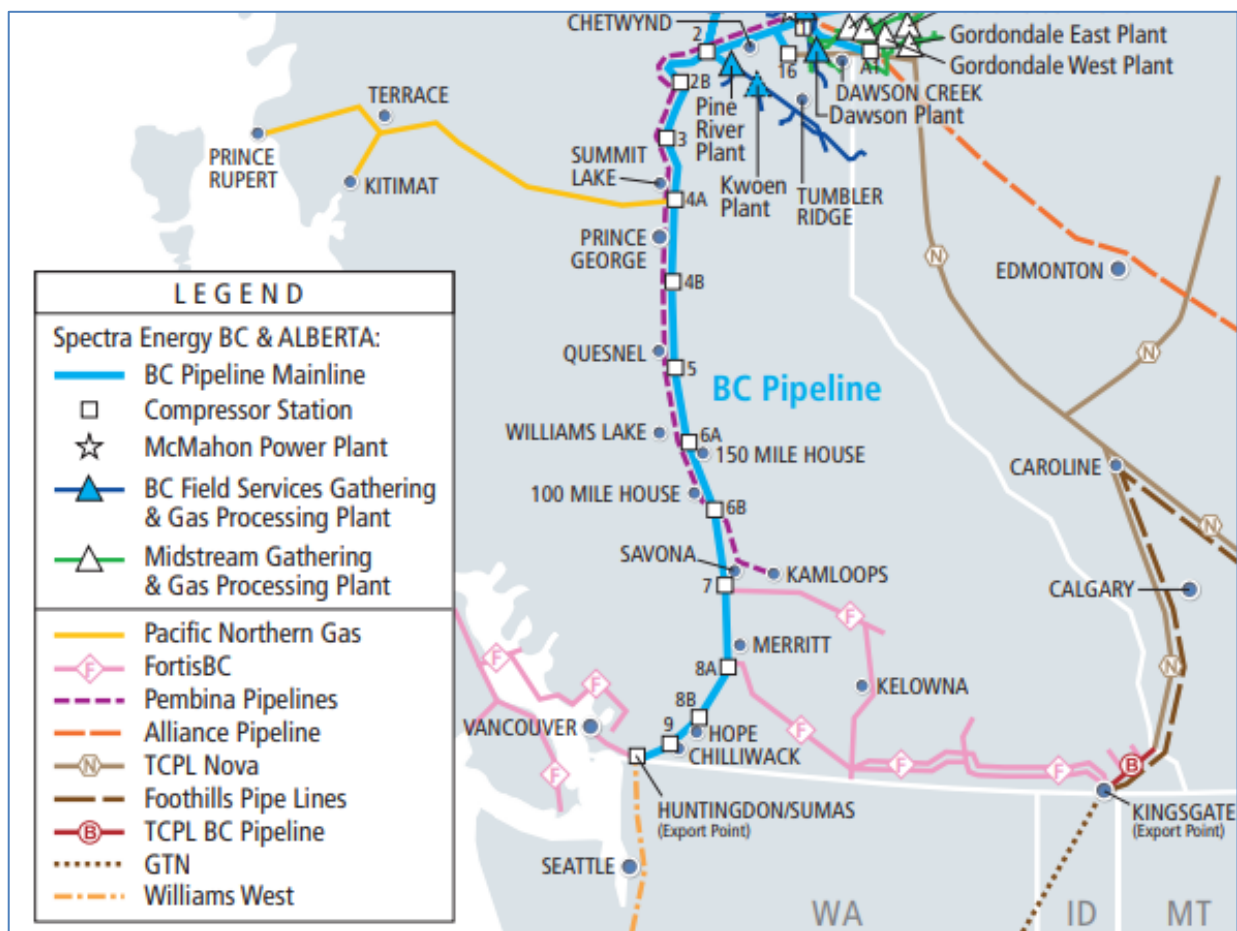 CHETWYND
2
16
A1
Gordondale East Plant
Gordondale West Plant
DAWSON CREEK
Dawson Plant
2B
Pine
River
Plant
Kwoen
Plant
TUMBLER
RIDGE
TERRACE
PRINCE
RUPERT
KITIMAT
3
SUMMIT
LAKE
4A
PRINCE
GEORGE
4B
N
EDMONTON
QUESNEL
5
N
BC Pipeline
WILLIAMS LAKE
6A
150 MILE HOUSE
CAROLINE
100 MILE HOUSE
6B
N
SAVONA
KAMLOOPS
7
CALGARY
F
MERRITT
8A
F
N
F
KELOWNA
8B
VANCOUVER
9
HOPE
CHILLIWACK
F
F
F
F
B
HUNTINGDON/SUMAS
(Export Point)
KINGSGATE
(Export Point)
SEATTLE
WA
ID
MT
LEGEND
Spectra Energy BC & ALBERTA:
BC Pipeline Mainline
Compressor Station
McMahon Power Plant
BC Field Services Gathering
& Gas Processing Plant
Midstream Gathering
& Gas Processing Plant
Pacific Northern Gas
F FortisBC
Pembina Pipelines
Alliance Pipeline
N TCPL Nova
Foothills Pipe Lines
B TCPL BC Pipeline
GTN
Williams West